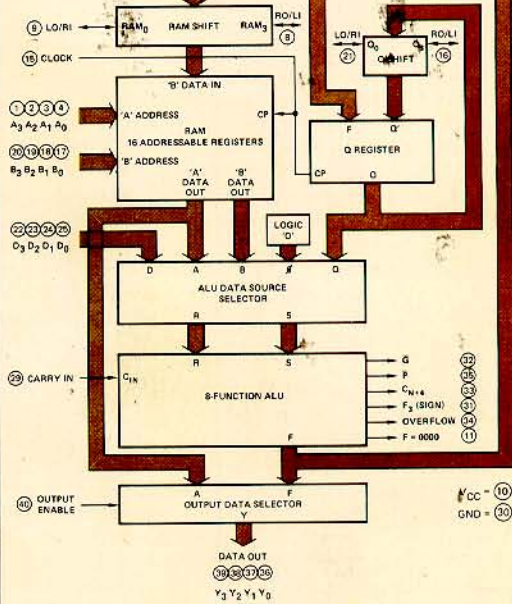 9 LO/RI RAM0 RAM SHIFT RAM3 RO/LI 8
LO/RI 21 Q0 Q SHIFT Q3 RO/LI 16
15 CLOCK
'B' DATA IN
1 2 3 4
A3 A2 A1 A0
'A' ADDRESS
CP
RAM
16 ADDRESSABLE REGISTERS
20 19 18 17
B3 B2 B1 B0
'B' ADDRESS
'A' DATA OUT
'B' DATA OUT
F Q'
Q REGISTER
CP Q
22 23 24 25
D3 D2 D1 D0
LOGIC
'0'
D A B Q
ALU DATA SOURCE
SELECTOR
R S
R S
29 CARRY IN CIN
8-FUNCTION ALU
F
G 32
P 35
CN+4 33
F3 (SIGN) 31
OVERFLOW 34
F = 0000 11
A F
40 OUTPUT
ENABLE
OUTPUT DATA SELECTOR
Y
VCC = 10
GND = 30
DATA OUT
39 38 37 36
Y3 Y2 Y1 Y0